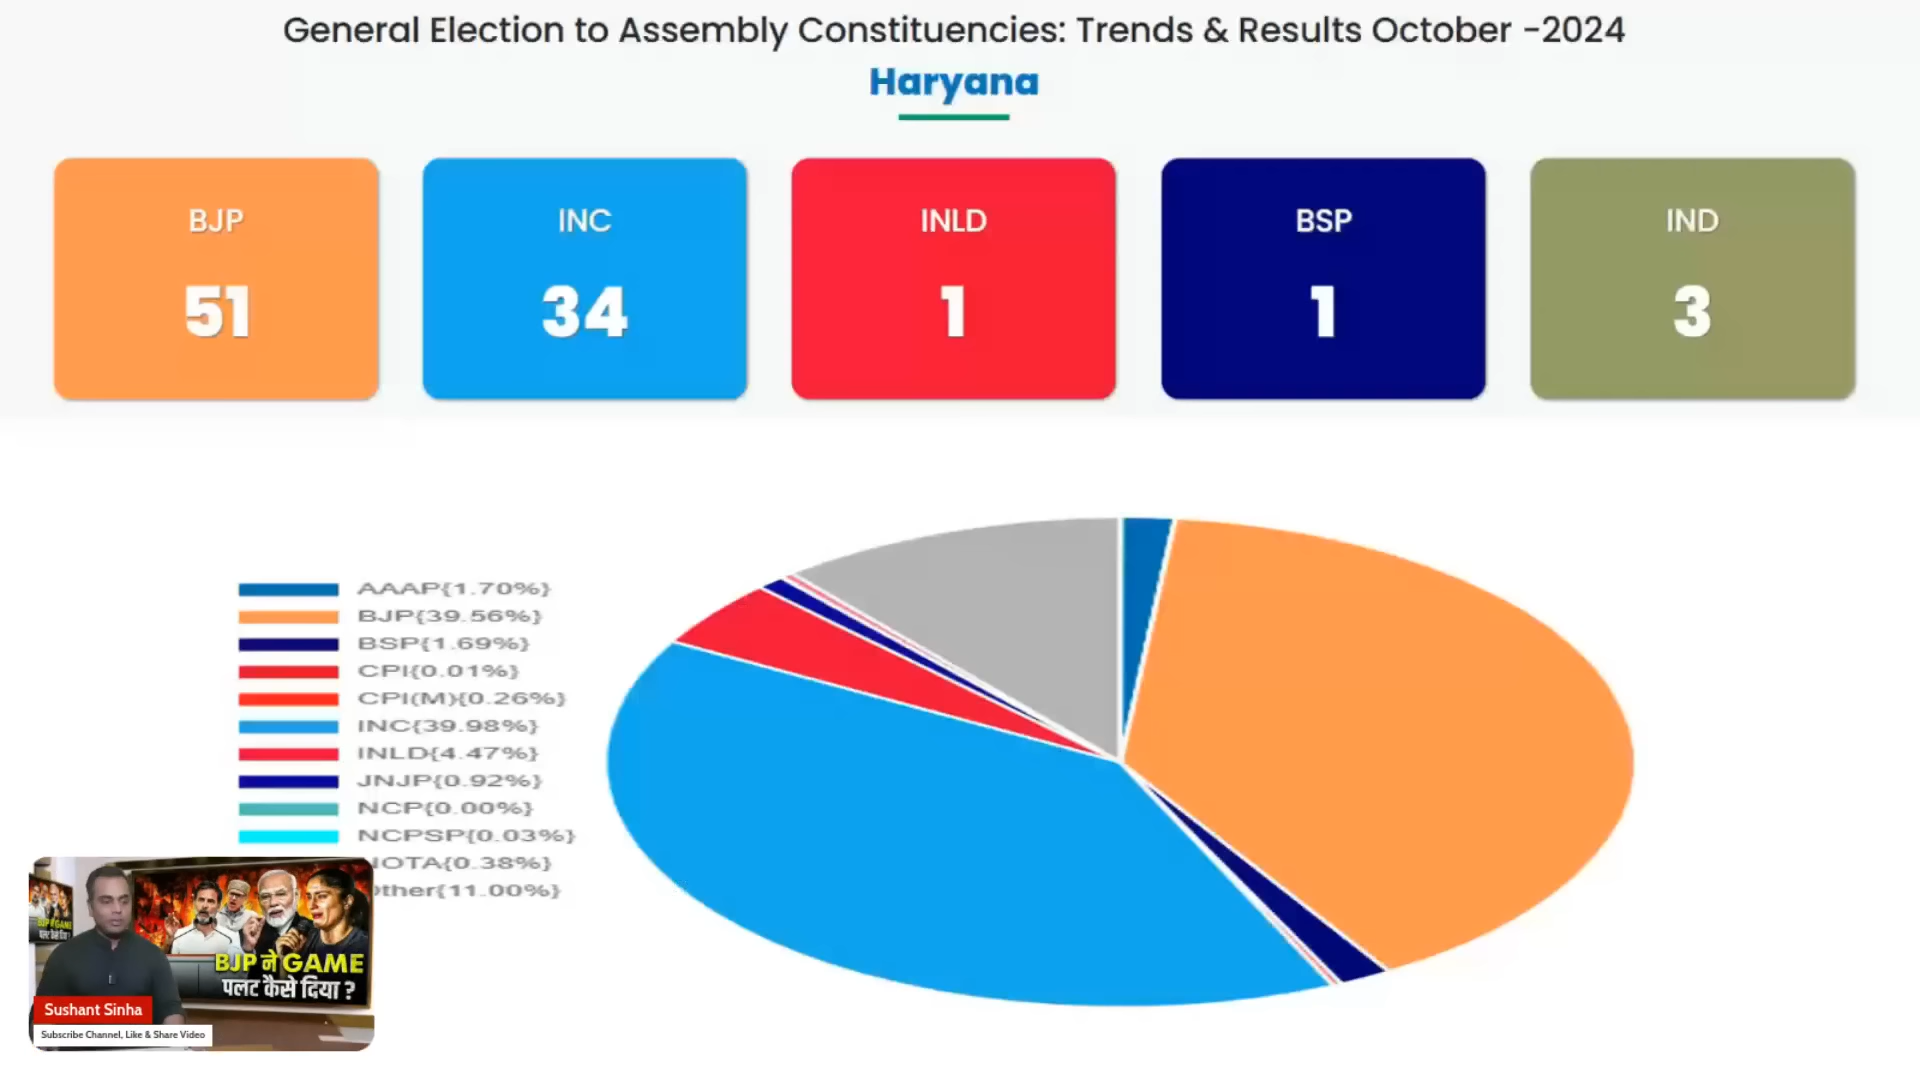 General Election to Assembly Constituencies: Trends & Results October -2024
Haryana
BJP
51
INC
34
INLD
1
BSP
1
IND
3
AAAP{1.70%}
BJP{39.56%}
BSP{1.69%}
CPI{0.01%}
CPI(M){0.26%}
INC{39.98%}
INLD{4.47%}
JNJP{0.92%}
NCP{0.00%}
NCPSP{0.03%}
NOTA{0.38%}
Other{11.00%}
BJP ने GAME
पलट कैसे दिया ?
Sushant Sinha
Subscribe Channel, Like & Share Video